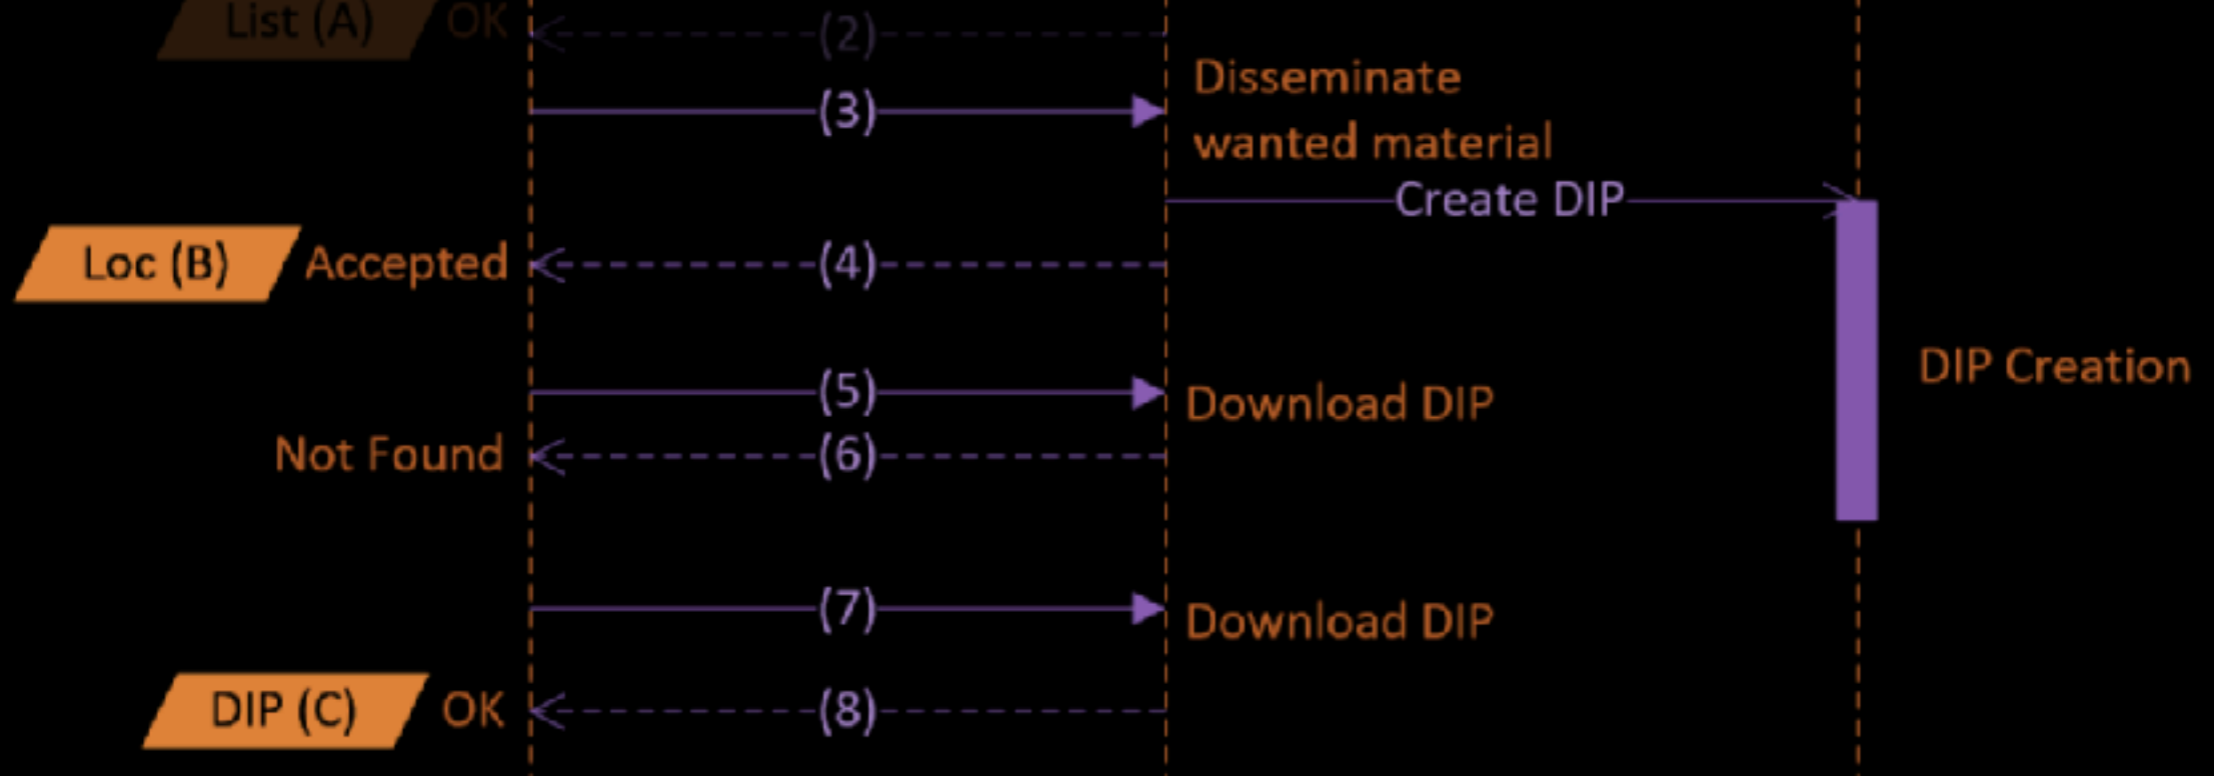 List (A) OK (2)
Disseminate
(3)
wanted material
Create DIP
Loc (B) Accepted (4)
DIP Creation
(5) Download DIP
Not Found (6)
(7) Download DIP
DIP (C) OK (8)